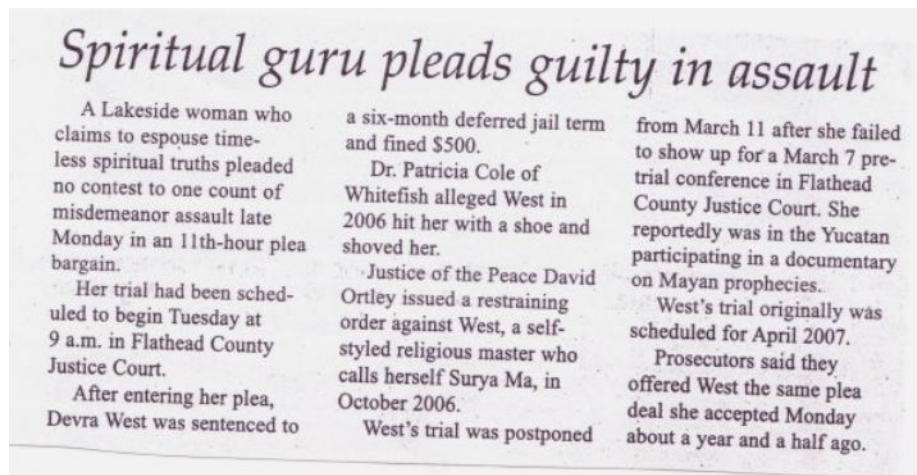 Spiritual guru pleads guilty in assault
A Lakeside woman who
claims to espouse time-
less spiritual truths pleaded
no contest to one count of
misdemeanor assault late
Monday in an 11th-hour plea
bargain.
Her trial had been sched-
uled to begin Tuesday at
9 a.m. in Flathead County
Justice Court.
After entering her plea,
Devra West was sentenced to
a six-month deferred jail term
and fined $500.
Dr. Patricia Cole of
Whitefish alleged West in
2006 hit her with a shoe and
shoved her.
Justice of the Peace David
Ortley issued a restraining
order against West, a self-
styled religious master who
calls herself Surya Ma, in
October 2006.
West's trial was postponed
from March 11 after she failed
to show up for a March 7 pre-
trial conference in Flathead
County Justice Court. She
reportedly was in the Yucatan
participating in a documentary
on Mayan prophecies.
West's trial originally was
scheduled for April 2007.
Prosecutors said they
offered West the same plea
deal she accepted Monday
about a year and a half ago.